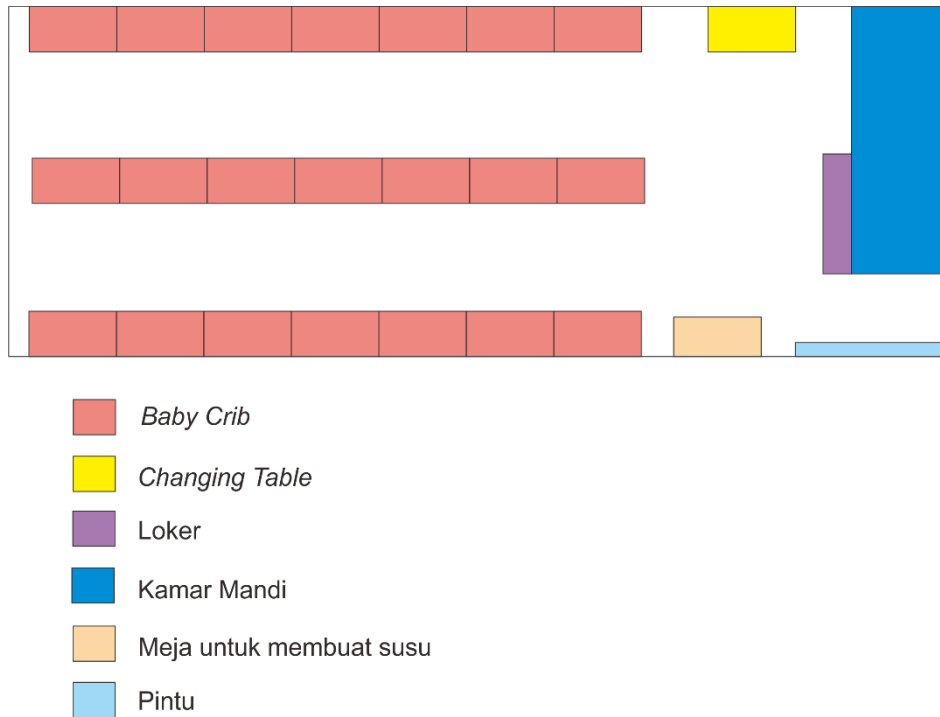 Baby Crib
Changing Table
Loker
Kamar Mandi
Meja untuk membuat susu
Pintu